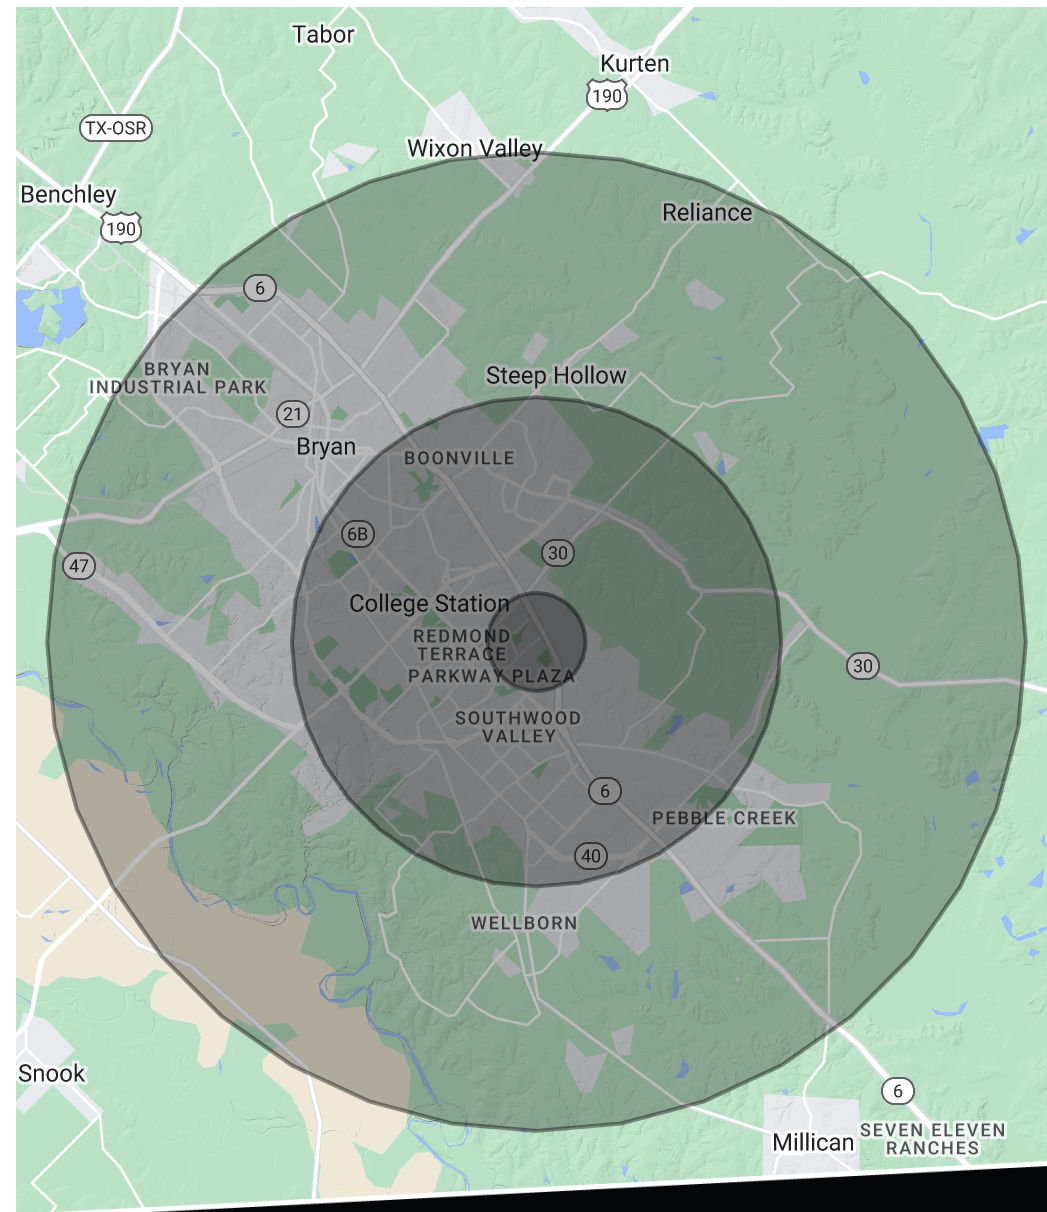 Tabor
Kurten
190
TX-OSR
Wixon Valley
Benchley
190
Reliance
6
BRYAN
INDUSTRIAL PARK
Steep Hollow
21
Bryan
BOONVILLE
6B
30
47
College Station
REDMOND
TERRACE
30
PARKWAY PLAZA
SOUTHWOOD
VALLEY
6
PEBBLE CREEK
40
WELLBORN
Snook
6
SEVEN ELEVEN
RANCHES
Millican